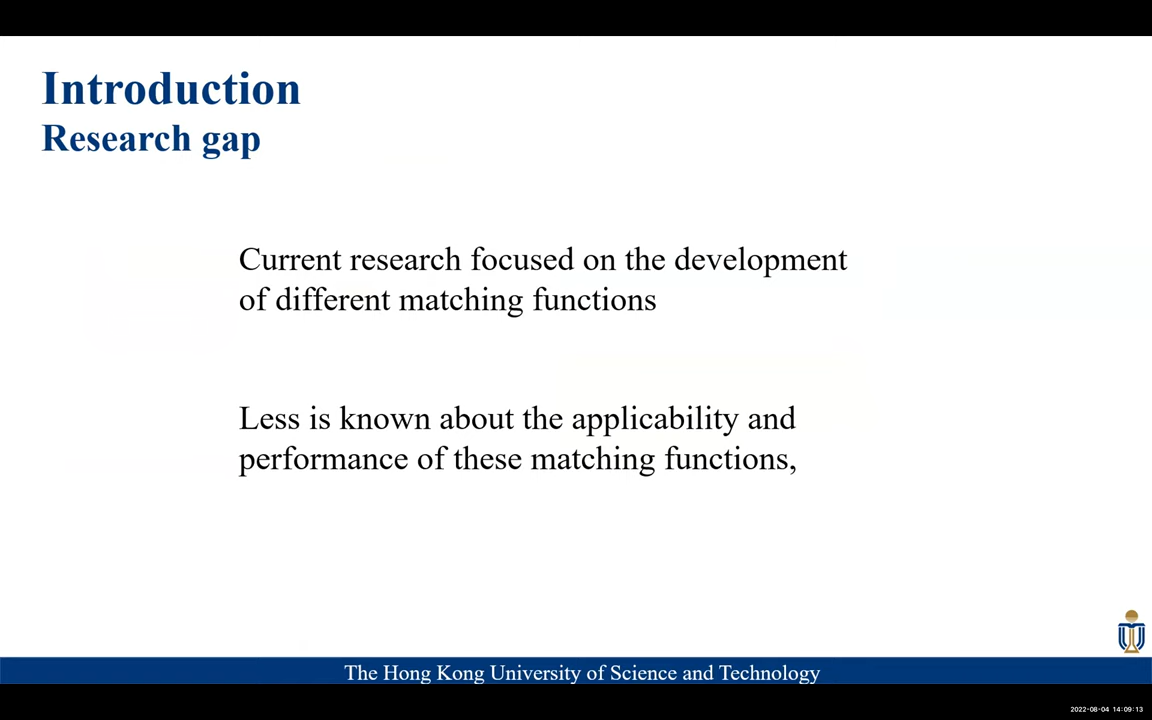 Introduction
Research gap
Current research focused on the development
of different matching functions
Less is known about the applicability and
performance of these matching functions,
The Hong Kong University of Science and Technology
2022-08-04 14:09:13